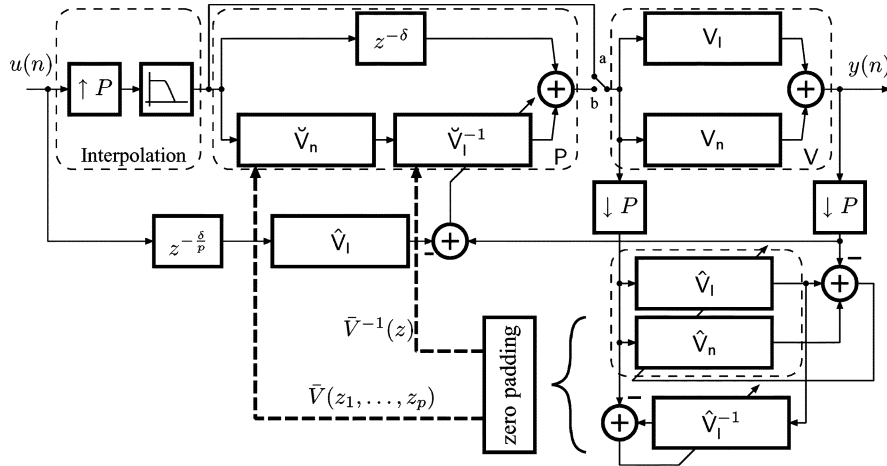 z^{-δ}
V_l
u(n)
a
y(n)
↑ P
+
b
+
V̆_n
V̆_l^{-1}
V_n
Interpolation
P
V
↓ P
↓ P
z^{-δ/p}
V̂_l
+
−
−
+
V̂_l
V̄^{-1}(z)
zero padding
V̂_n
V̄(z_1, . . . , z_p)
−
+
V̂_l^{-1}